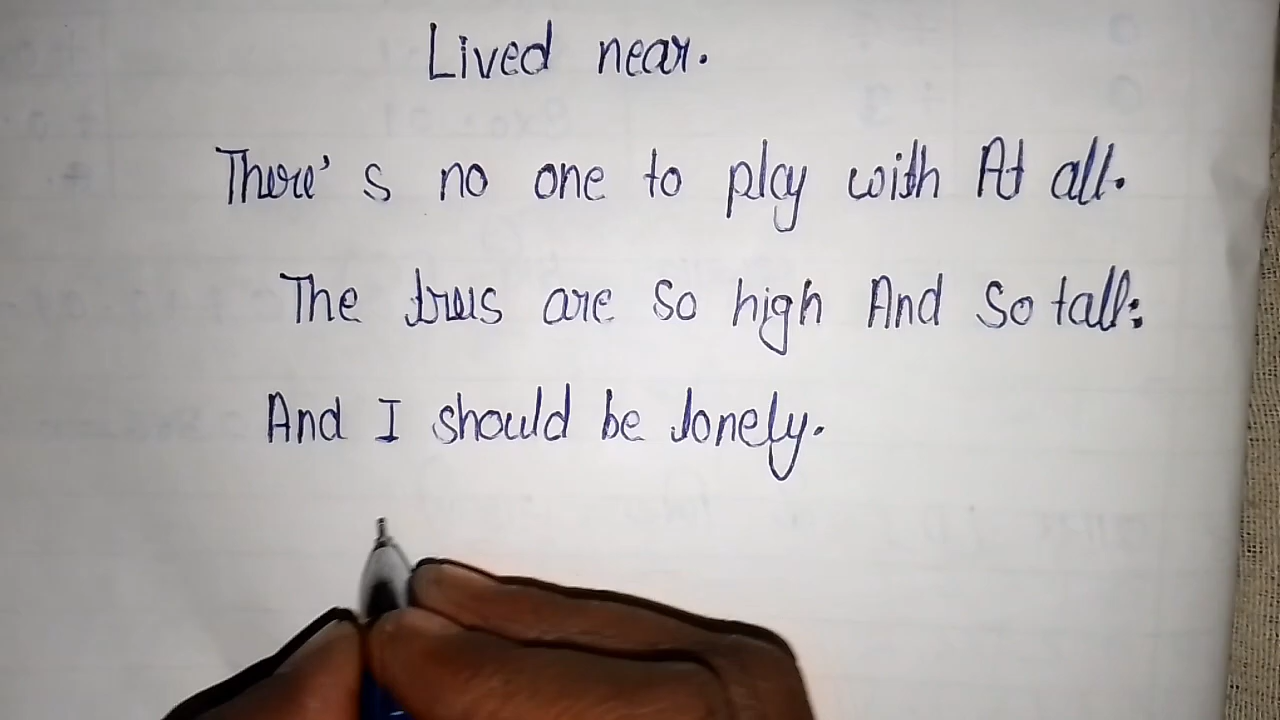 Lived near.
There's no one to play with At all.
The trees are so high And So tall:
And I should be lonely.